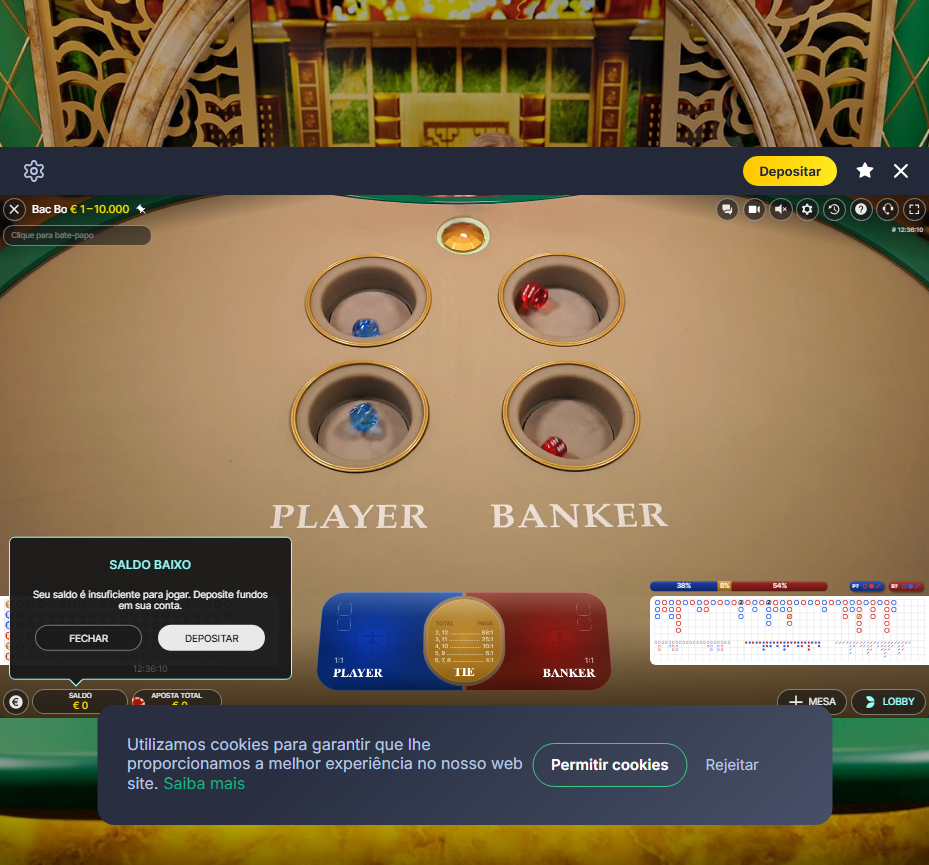 Depositar
Bac Bo € 1–10.000
Clique para bate-papo
# 12:36:10
PLAYER
BANKER
SALDO BAIXO
Seu saldo é insuficiente para jogar. Deposite fundos
em sua conta.
FECHAR
DEPOSITAR
12:36:10
38%
8%
54%
P?
B?
TOTAL PAGA
2, 12 88:1
3, 11 25:1
4, 10 10:1
5, 9 6:1
6, 7, 8 4:1
1:1
PLAYER
TIE
1:1
BANKER
SALDO
€ 0
APOSTA TOTAL
€ 0
MESA
LOBBY
Utilizamos cookies para garantir que lhe
proporcionamos a melhor experiência no nosso web
site. Saiba mais
Permitir cookies
Rejeitar